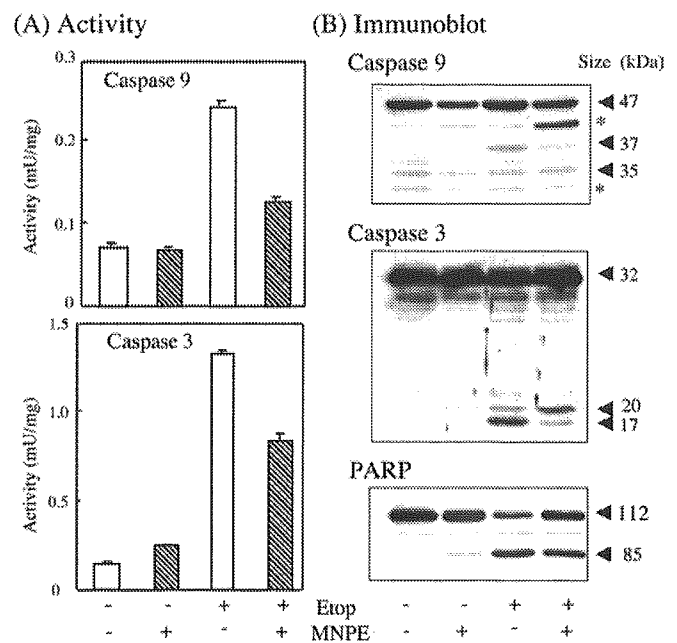 (A) Activity
(B) Immunoblot
0.3
0.2
0.1
0
Activity (mU/mg)
Caspase 9
1.5
1.0
0.5
0
Activity (mU/mg)
Caspase 3
Caspase 9
Size (kDa)
47
*
37
35
*
Caspase 3
32
20
17
PARP
112
85
- - + + Etop - - + +
- + - + MNPE - + - +